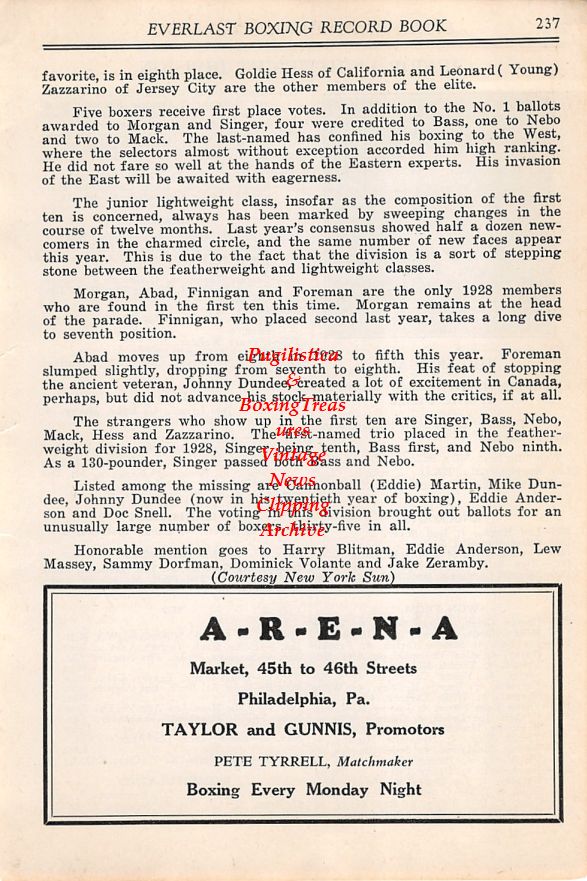 EVERLAST BOXING RECORD BOOK 237
favorite, is in eighth place. Goldie Hess of California and Leonard ( Young)
Zazzarino of Jersey City are the other members of the elite.
Five boxers receive first place votes. In addition to the No. 1 ballots
awarded to Morgan and Singer, four were credited to Bass, one to Nebo
and two to Mack. The last-named has confined his boxing to the West,
where the selectors almost without exception accorded him high ranking.
He did not fare so well at the hands of the Eastern experts. His invasion
of the East will be awaited with eagerness.
The junior lightweight class, insofar as the composition of the first
ten is concerned, always has been marked by sweeping changes in the
course of twelve months. Last year's consensus showed half a dozen new-
comers in the charmed circle, and the same number of new faces appear
this year. This is due to the fact that the division is a sort of stepping
stone between the featherweight and lightweight classes.
Morgan, Abad, Finnigan and Foreman are the only 1928 members
who are found in the first ten this time. Morgan remains at the head
of the parade. Finnigan, who placed second last year, takes a long dive
to seventh position.
Abad moves up from eighth in 1928 to fifth this year. Foreman
slumped slightly, dropping from seventh to eighth. His feat of stopping
the ancient veteran, Johnny Dundee, created a lot of excitement in Canada,
perhaps, but did not advance his stock materially with the critics, if at all.
The strangers who show up in the first ten are Singer, Bass, Nebo,
Mack, Hess and Zazzarino. The first-named trio placed in the feather-
weight division for 1928, Singer being tenth, Bass first, and Nebo ninth.
As a 130-pounder, Singer passed both Bass and Nebo.
Listed among the missing are Cannonball (Eddie) Martin, Mike Dun-
dee, Johnny Dundee (now in his twentieth year of boxing), Eddie Ander-
son and Doc Snell. The voting in this division brought out ballots for an
unusually large number of boxers, thirty-five in all.
Honorable mention goes to Harry Blitman, Eddie Anderson, Lew
Massey, Sammy Dorfman, Dominick Volante and Jake Zeramby.
(Courtesy New York Sun)
Pugilistica
&
BoxingTreas
ures
Vintage
News
Clipping
Archive
A-R-E-N-A
Market, 45th to 46th Streets
Philadelphia, Pa.
TAYLOR and GUNNIS, Promotors
PETE TYRRELL, Matchmaker
Boxing Every Monday Night